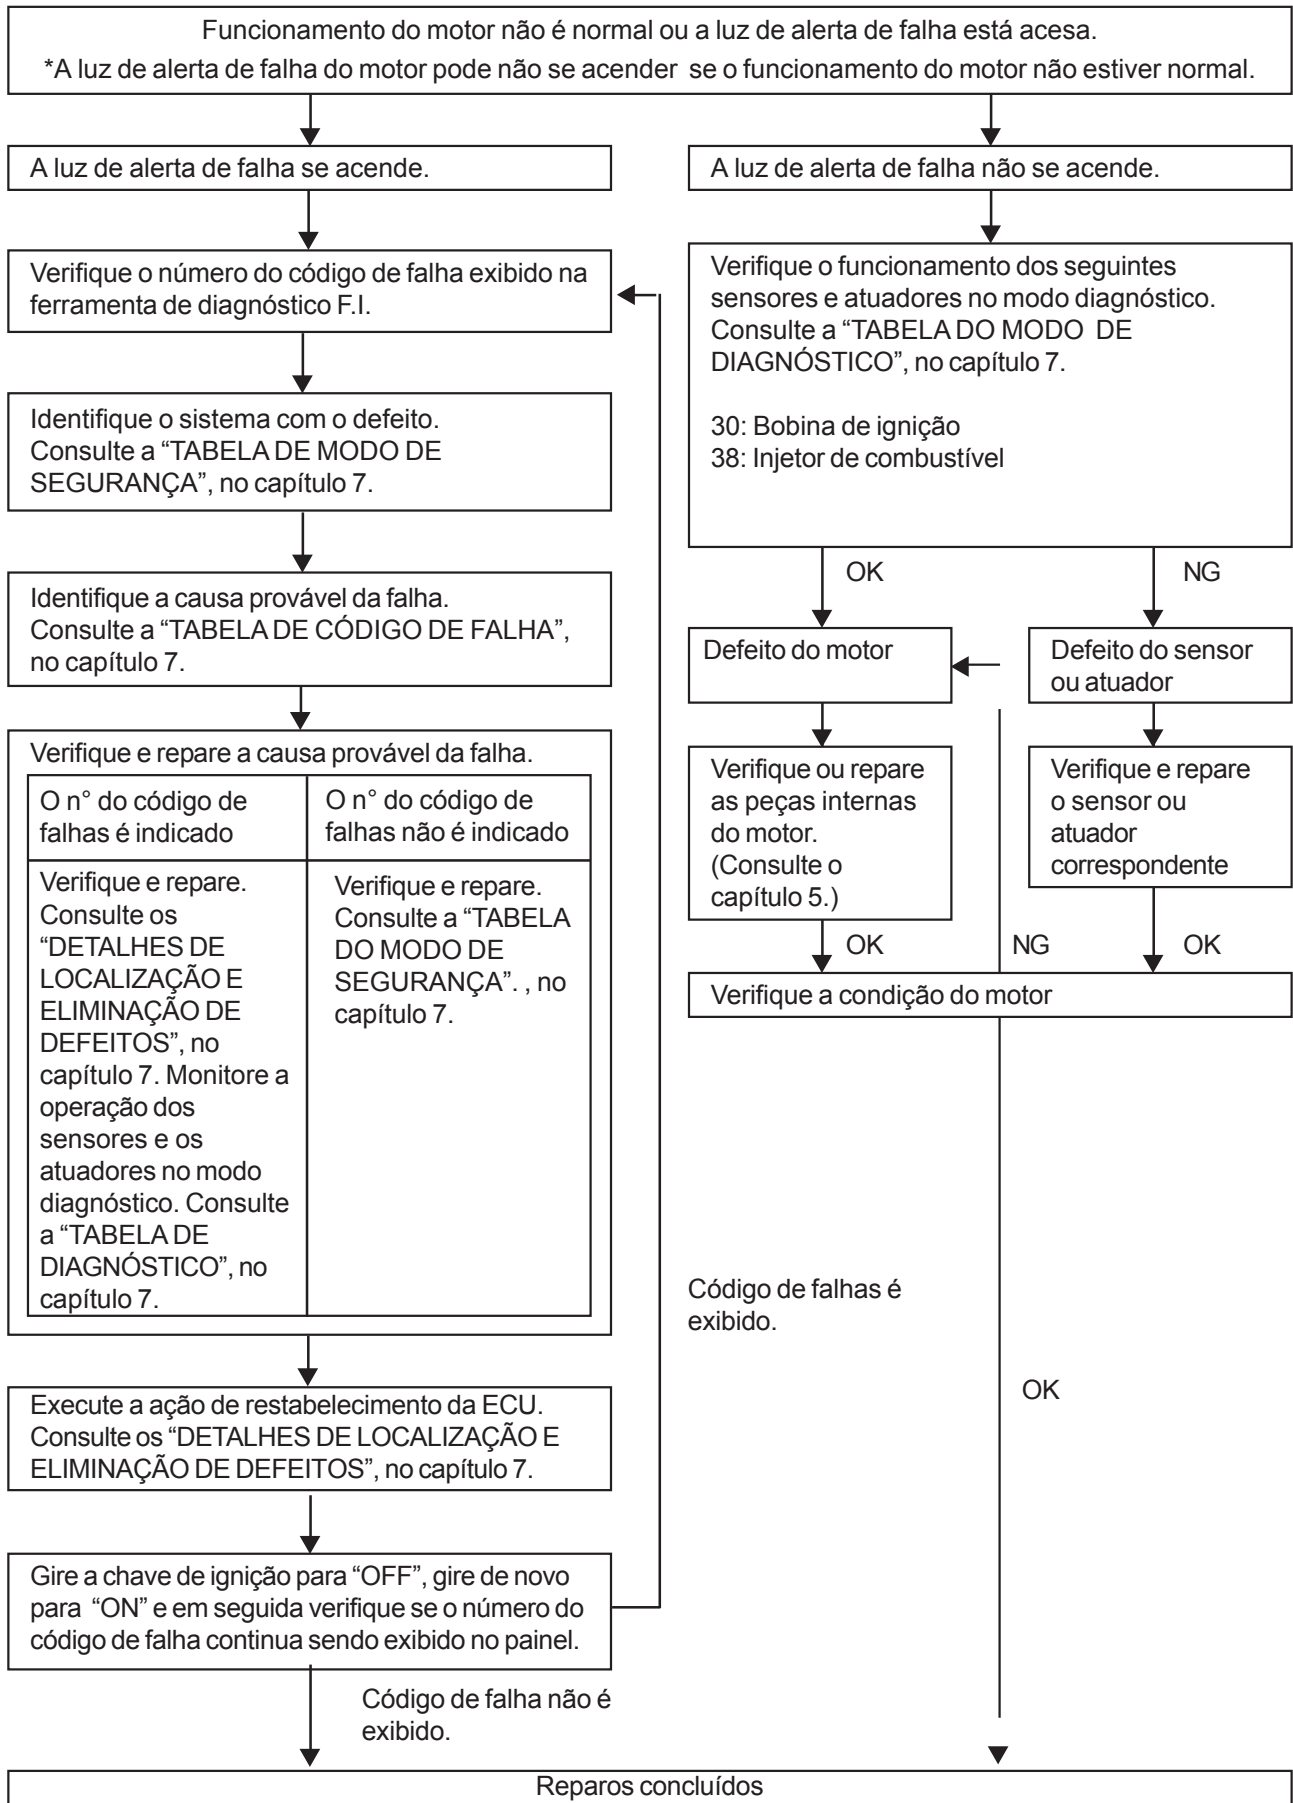 Funcionamento do motor não é normal ou a luz de alerta de falha está acesa.
*A luz de alerta de falha do motor pode não se acender se o funcionamento do motor não estiver normal.
A luz de alerta de falha se acende.
Verifique o número do código de falha exibido na
ferramenta de diagnóstico F.I.
Identifique o sistema com o defeito.
Consulte a “TABELA DE MODO DE
SEGURANÇA”, no capítulo 7.
Identifique a causa provável da falha.
Consulte a “TABELA DE CÓDIGO DE FALHA”,
no capítulo 7.
Verifique e repare a causa provável da falha.
O n° do código de
falhas é indicado
O n° do código de
falhas não é indicado
Verifique e repare.
Consulte os
“DETALHES DE
LOCALIZAÇÃO E
ELIMINAÇÃO DE
DEFEITOS”, no
capítulo 7. Monitore a
operação dos
sensores e os
atuadores no modo
diagnóstico. Consulte
a “TABELA DE
DIAGNÓSTICO”, no
capítulo 7.
Verifique e repare.
Consulte a “TABELA
DO MODO DE
SEGURANÇA”. , no
capítulo 7.
Execute a ação de restabelecimento da ECU.
Consulte os “DETALHES DE LOCALIZAÇÃO E
ELIMINAÇÃO DE DEFEITOS”, no capítulo 7.
Gire a chave de ignição para “OFF”, gire de novo
para “ON” e em seguida verifique se o número do
código de falha continua sendo exibido no painel.
Código de falha não é
exibido.
A luz de alerta de falha não se acende.
Verifique o funcionamento dos seguintes
sensores e atuadores no modo diagnóstico.
Consulte a “TABELA DO MODO DE
DIAGNÓSTICO”, no capítulo 7.
30: Bobina de ignição
38: Injetor de combustível
OK
NG
Defeito do motor
Defeito do sensor
ou atuador
Verifique ou repare
as peças internas
do motor.
(Consulte o
capítulo 5.)
Verifique e repare
o sensor ou
atuador
correspondente
OK
NG
OK
Verifique a condição do motor
Código de falhas é
exibido.
OK
Reparos concluídos